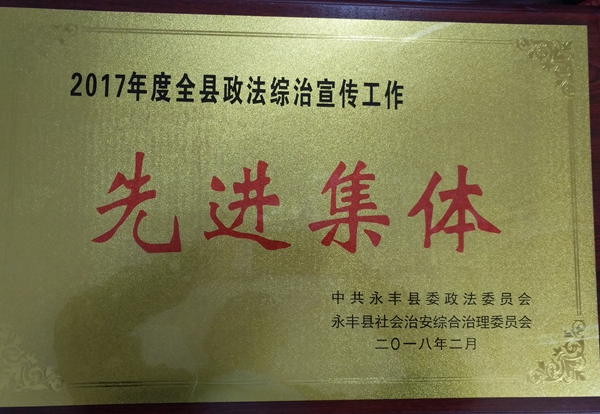 2017年度全县政法综治宣传工作
先进集体
中共永丰县委政法委员会
永丰县社会治安综合治理委员会
二〇一八年二月